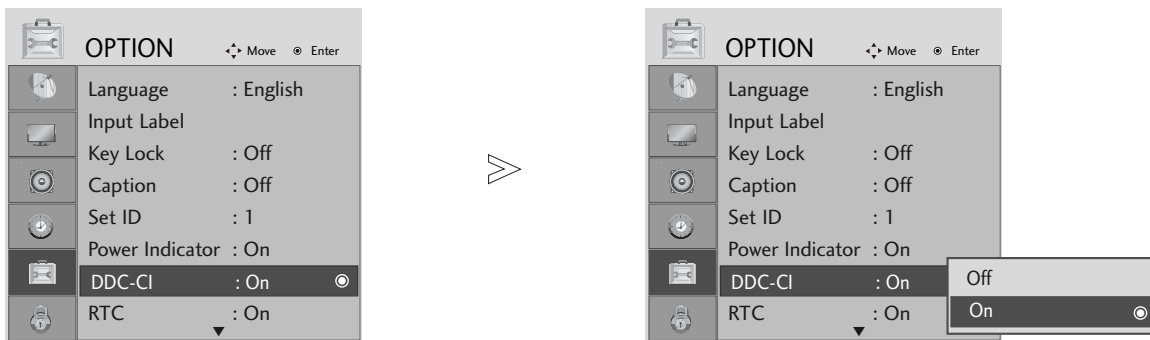 OPTION Move Enter
Language : English
Input Label
Key Lock : Off
Caption : Off
Set ID : 1
Power Indicator : On
DDC-CI : On
RTC : On
OPTION Move Enter
Language : English
Input Label
Key Lock : Off
Caption : Off
Set ID : 1
Power Indicator : On
DDC-CI : On
RTC : On
Off
On